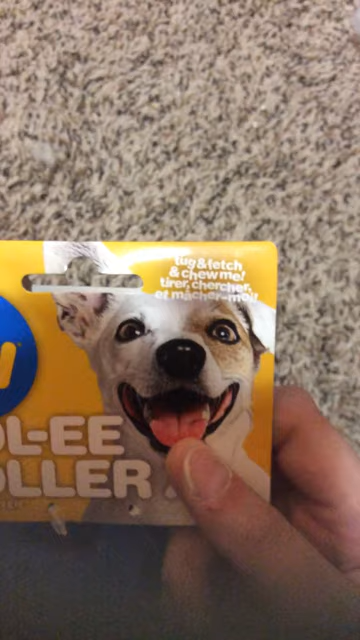 tug & fetch
& chew me!
tirer, chercher,
et mâcher-moi!
OL-EE
OLLER